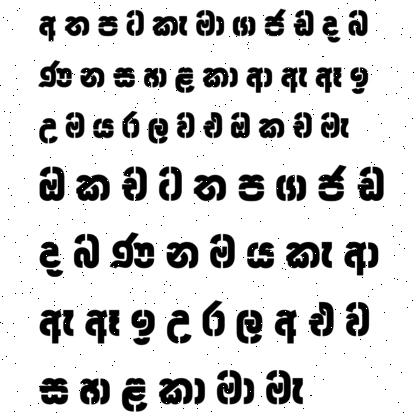 අ ත ප ට කැ මා ග ජ ඩ ද බ
ණ න ස හ ළ කා ආ ඇ ඈ ඉ
උ ම ය ර ල ව එ ඔ ක ච මැ
ඔ ක ච ට ත ප ග ජ ඩ
ද බ ණ න ම ය කැ ආ
ඇ ඈ ඉ උ ර ල අ එ ව
ස හ ළ කා මා මැ